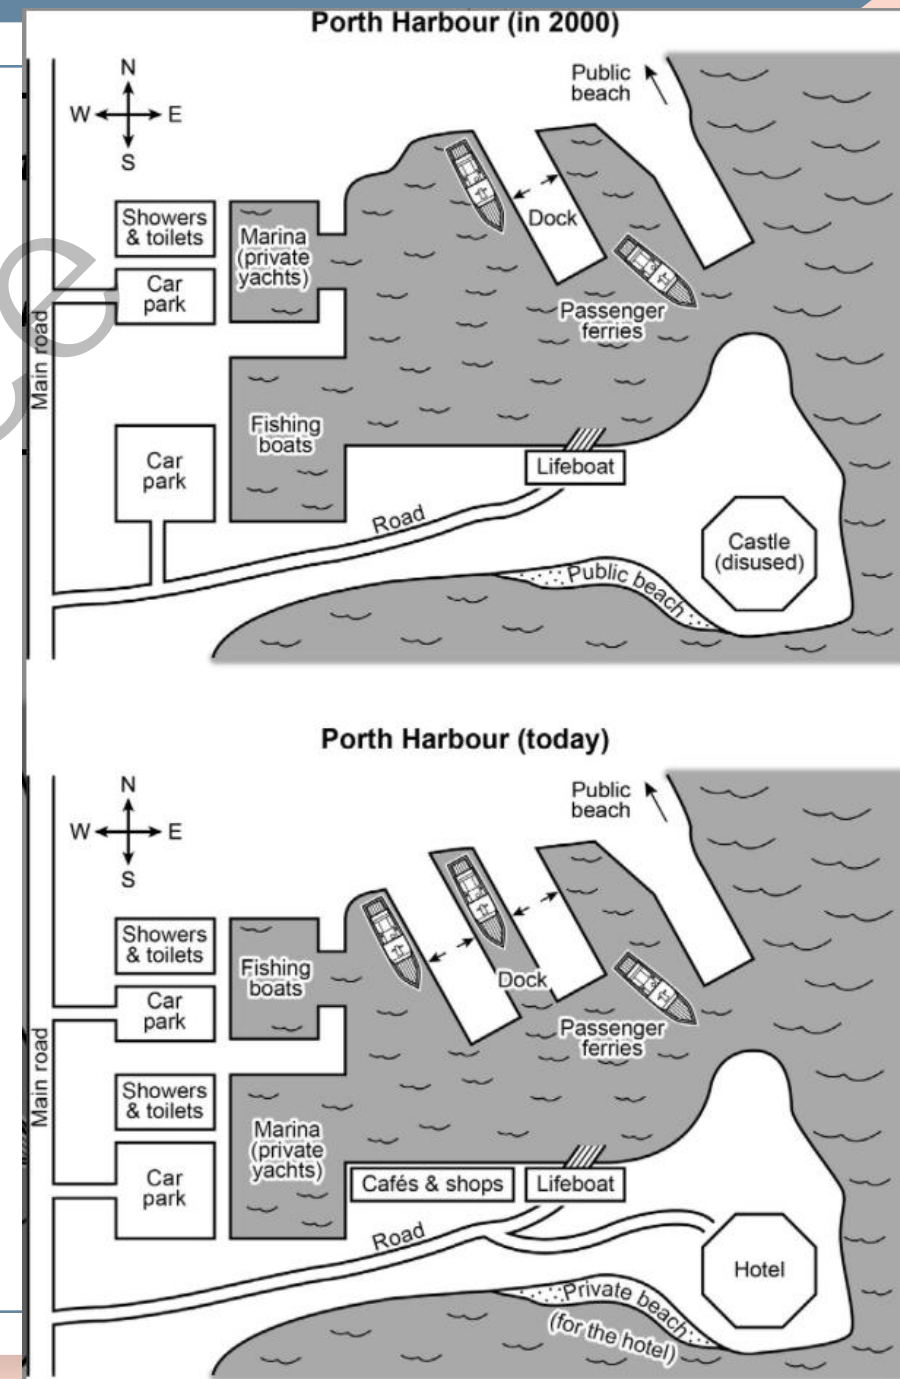 Porth Harbour (in 2000)
N
W E
S
Public
beach
Showers
& toilets
Marina
(private
yachts)
Dock
Car
park
Passenger
ferries
Main road
Fishing
boats
Car
park
Lifeboat
Road
Castle
(disused)
Public beach
Porth Harbour (today)
N
W E
S
Public
beach
Showers
& toilets
Fishing
boats
Dock
Car
park
Passenger
ferries
Main road
Showers
& toilets
Marina
(private
yachts)
Car
park
Cafés & shops
Lifeboat
Road
Hotel
Private beach
(for the hotel)